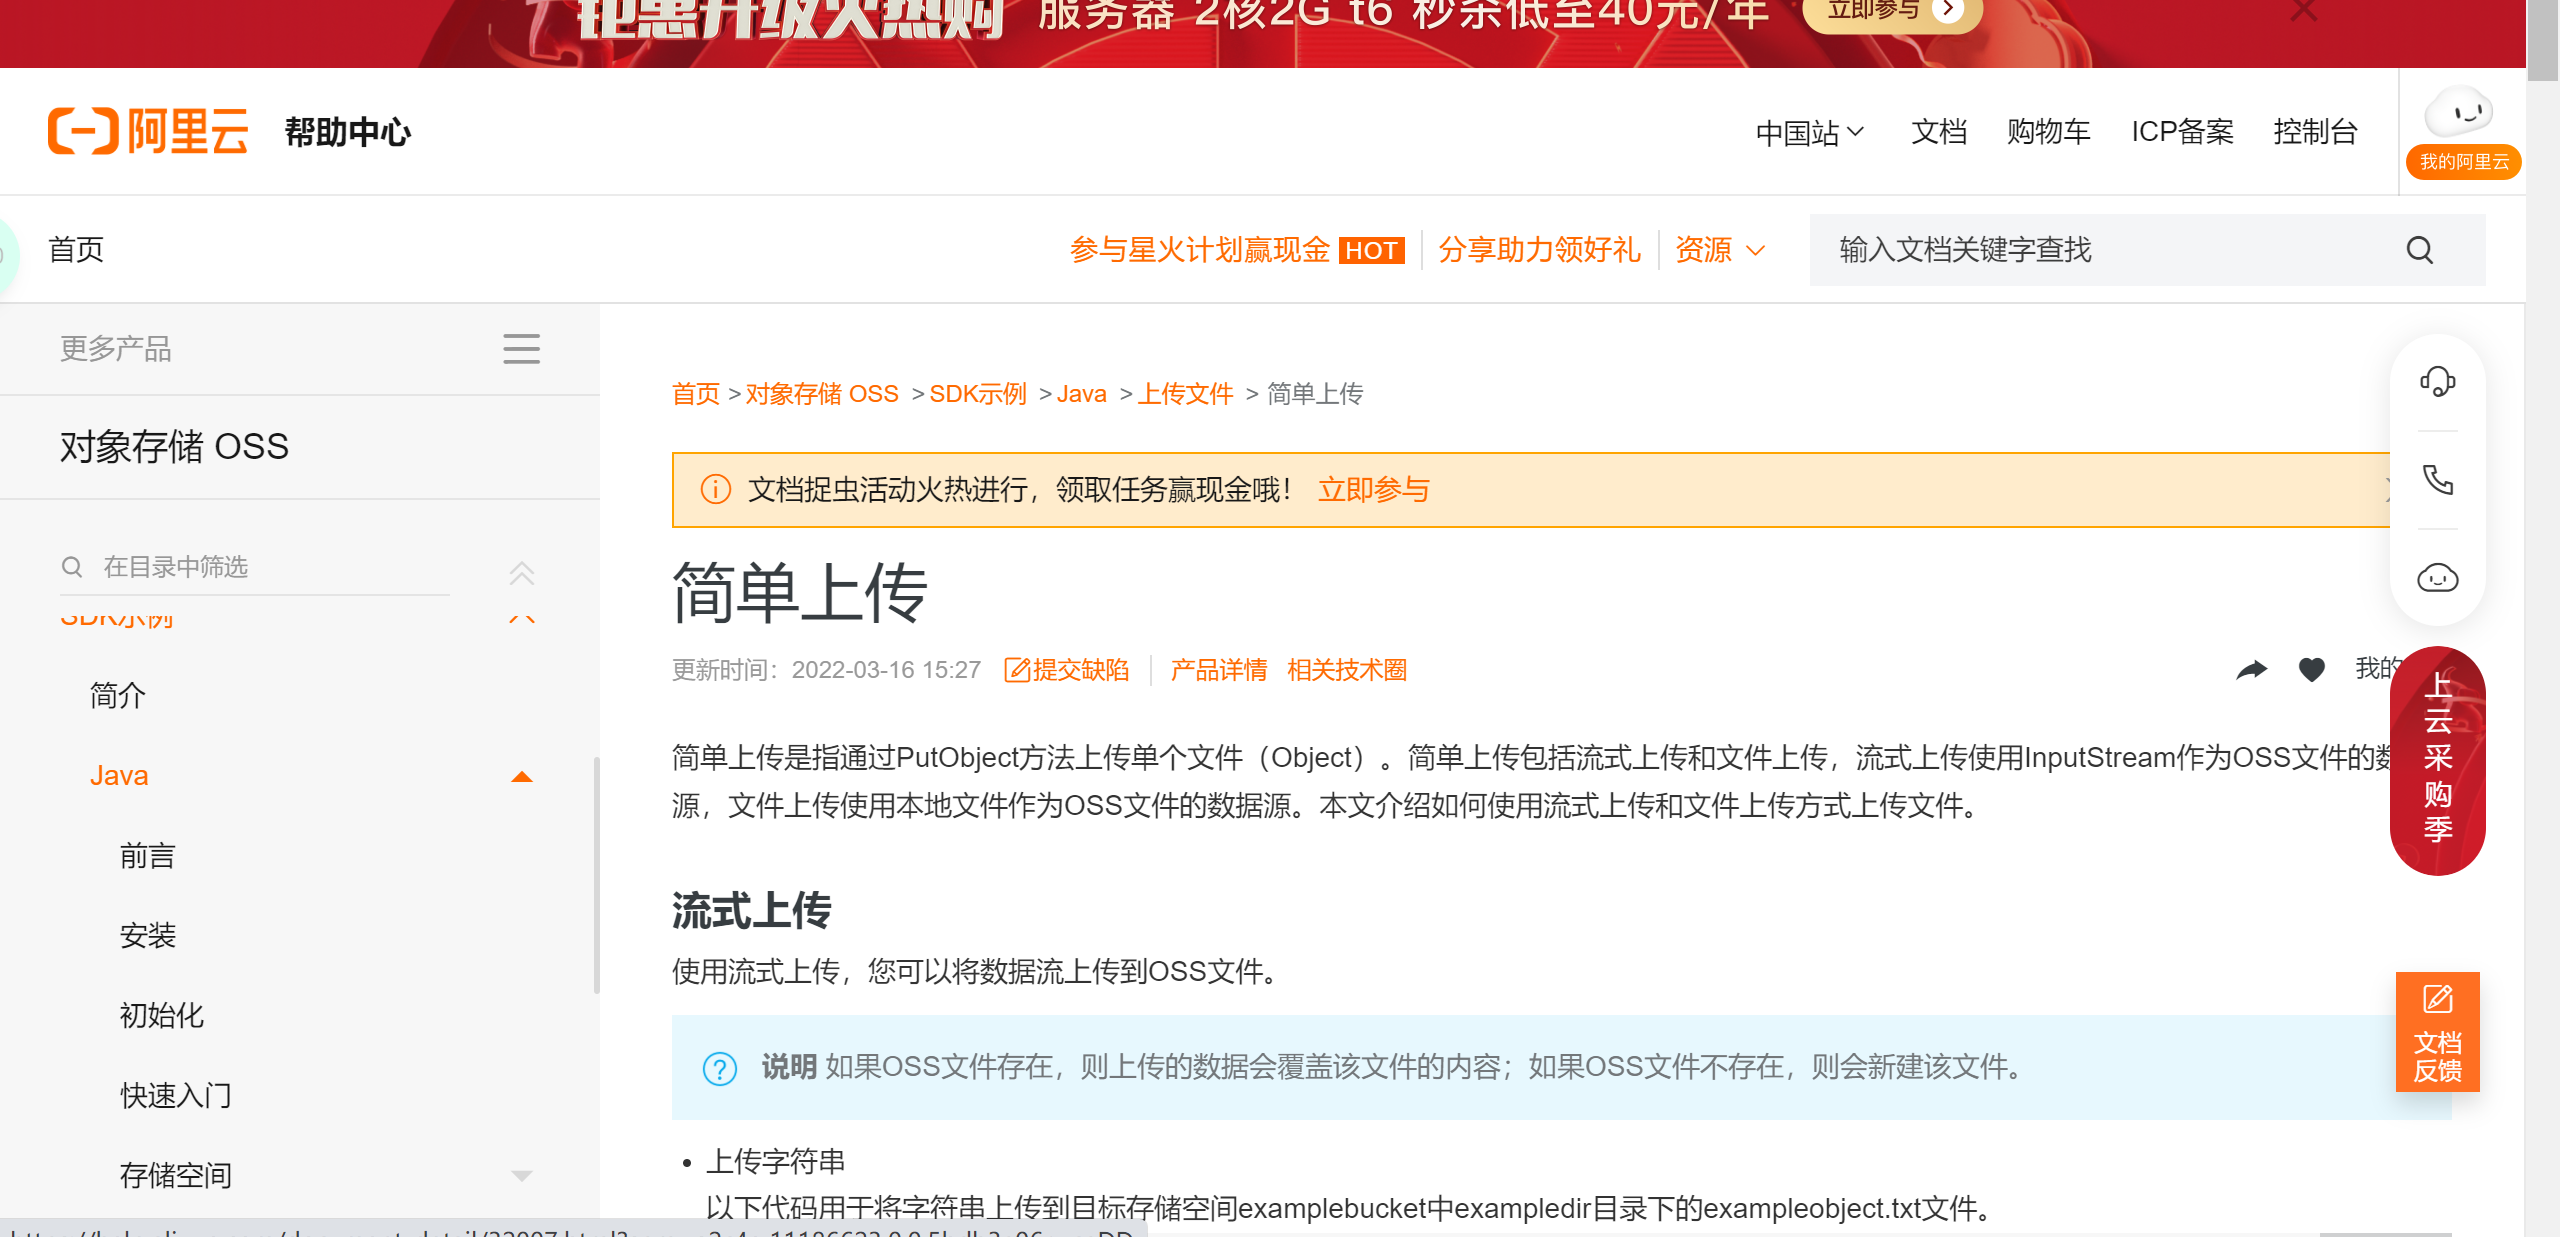 钜惠升级火热购 服务器 2核2G t6 秒杀低至40元/年 立即参与
阿里云 帮助中心 中国站 文档 购物车 ICP备案 控制台
我的阿里云
首页 参与星火计划赢现金 HOT 分享助力领好礼 资源 输入文档关键字查找
更多产品
对象存储 OSS
在目录中筛选
SDK示例
简介
Java
前言
安装
初始化
快速入门
存储空间
首页 > 对象存储 OSS > SDK示例 > Java > 上传文件 > 简单上传
文档捉虫活动火热进行，领取任务赢现金哦！ 立即参与
简单上传
更新时间：2022-03-16 15:27 提交缺陷 产品详情 相关技术圈 我的
简单上传是指通过PutObject方法上传单个文件（Object）。简单上传包括流式上传和文件上传，流式上传使用InputStream作为OSS文件的数
源，文件上传使用本地文件作为OSS文件的数据源。本文介绍如何使用流式上传和文件上传方式上传文件。
流式上传
使用流式上传，您可以将数据流上传到OSS文件。
说明 如果OSS文件存在，则上传的数据会覆盖该文件的内容；如果OSS文件不存在，则会新建该文件。
• 上传字符串
以下代码用于将字符串上传到目标存储空间examplebucket中exampledir目录下的exampleobject.txt文件。
上云采购季
文档
反馈